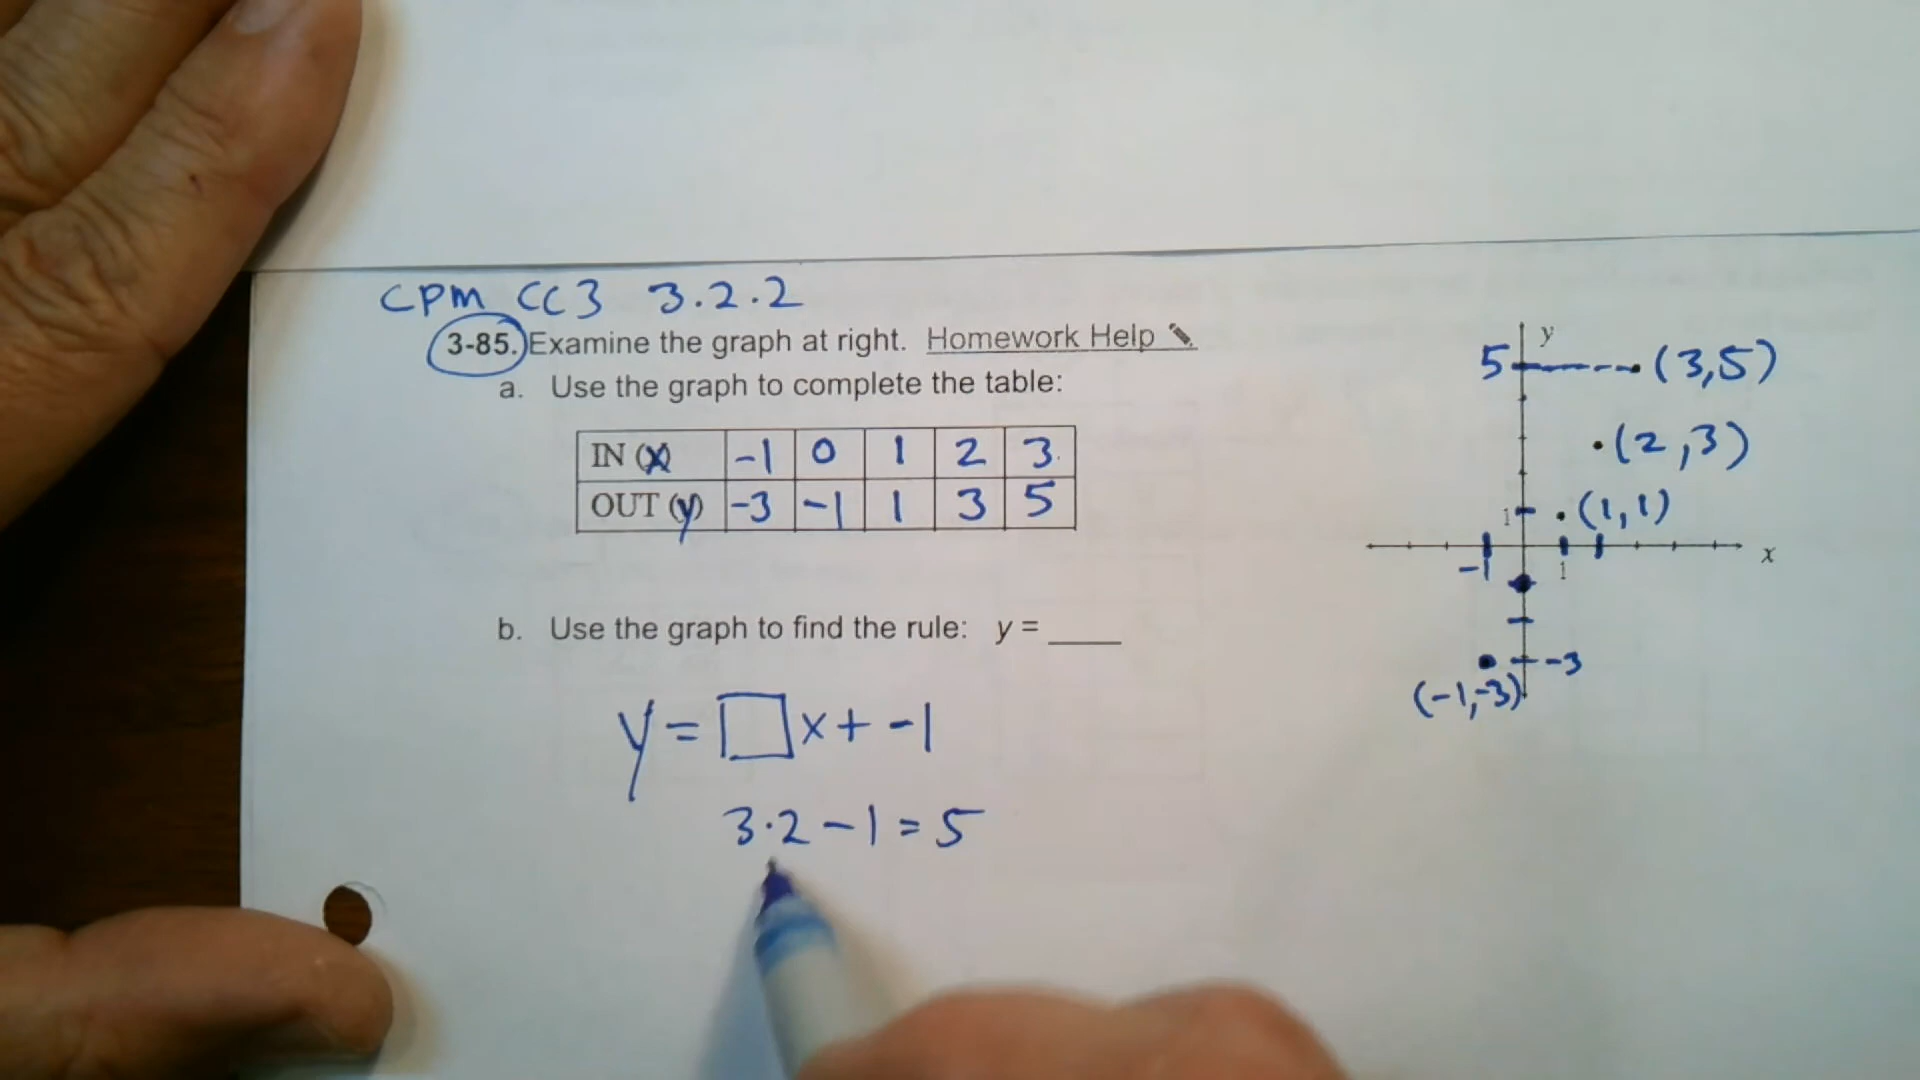 CPM CC3 3.2.2
3-85. Examine the graph at right. Homework Help
a. Use the graph to complete the table:
IN (x) -1 0 1 2 3
OUT (y) -3 -1 1 3 5
b. Use the graph to find the rule: y = ____
y = □x + -1
3·2 - 1 = 5
y
5 (3,5)
(2,3)
1 (1,1)
x
-1 1
-3
(-1,-3)